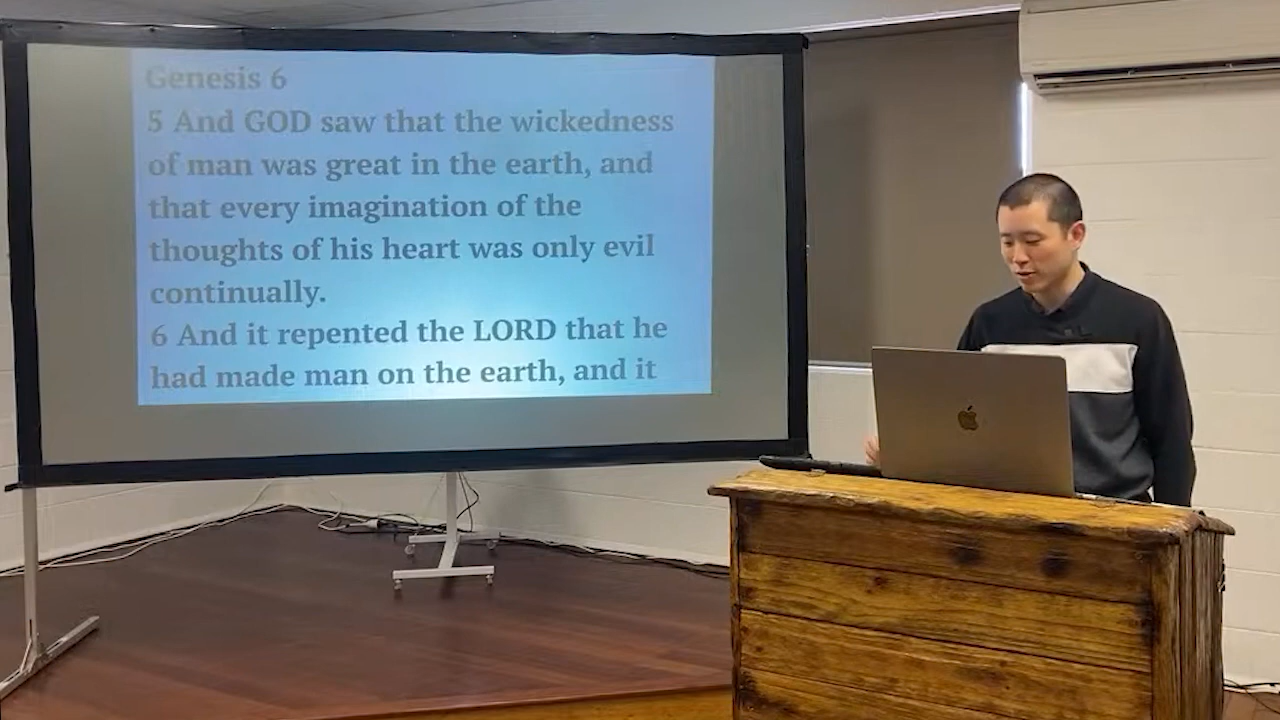 Genesis 6
5 And GOD saw that the wickedness
of man was great in the earth, and
that every imagination of the
thoughts of his heart was only evil
continually.
6 And it repented the LORD that he
had made man on the earth, and it